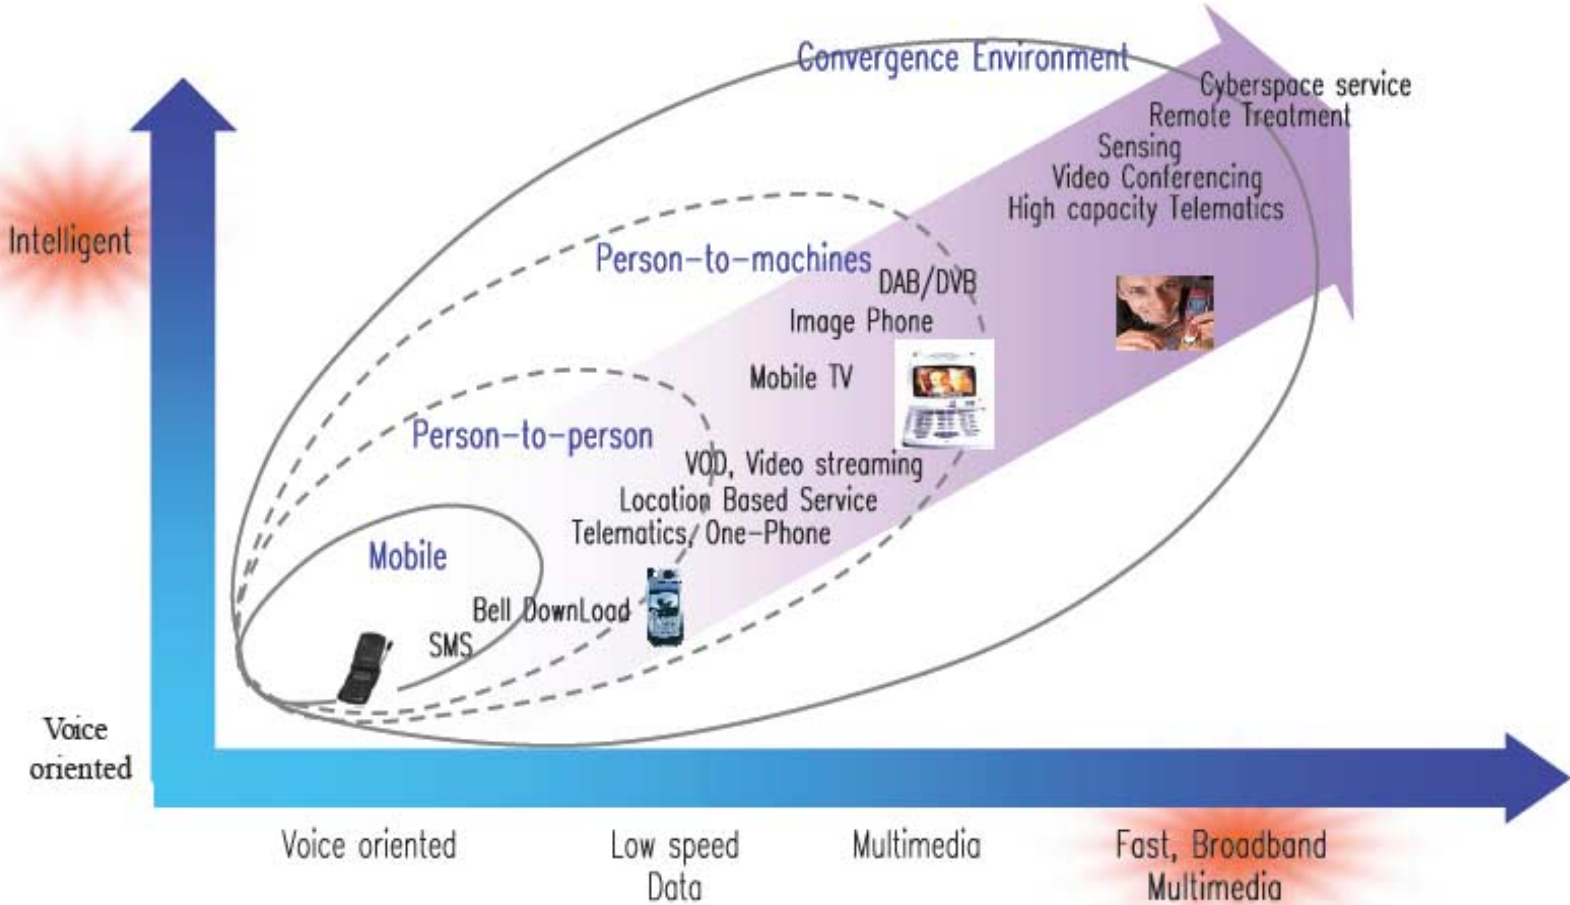 Convergence Environment
Cyberspace service
Remote Treatment
Sensing
Video Conferencing
High capacity Telematics
Intelligent
Person-to-machines
DAB/DVB
Image Phone
Mobile TV
Person-to-person
VOD, Video streaming
Location Based Service
Telematics, One-Phone
Mobile
Bell DownLoad
SMS
Voice
oriented
Voice oriented
Low speed
Data
Multimedia
Fast, Broadband
Multimedia